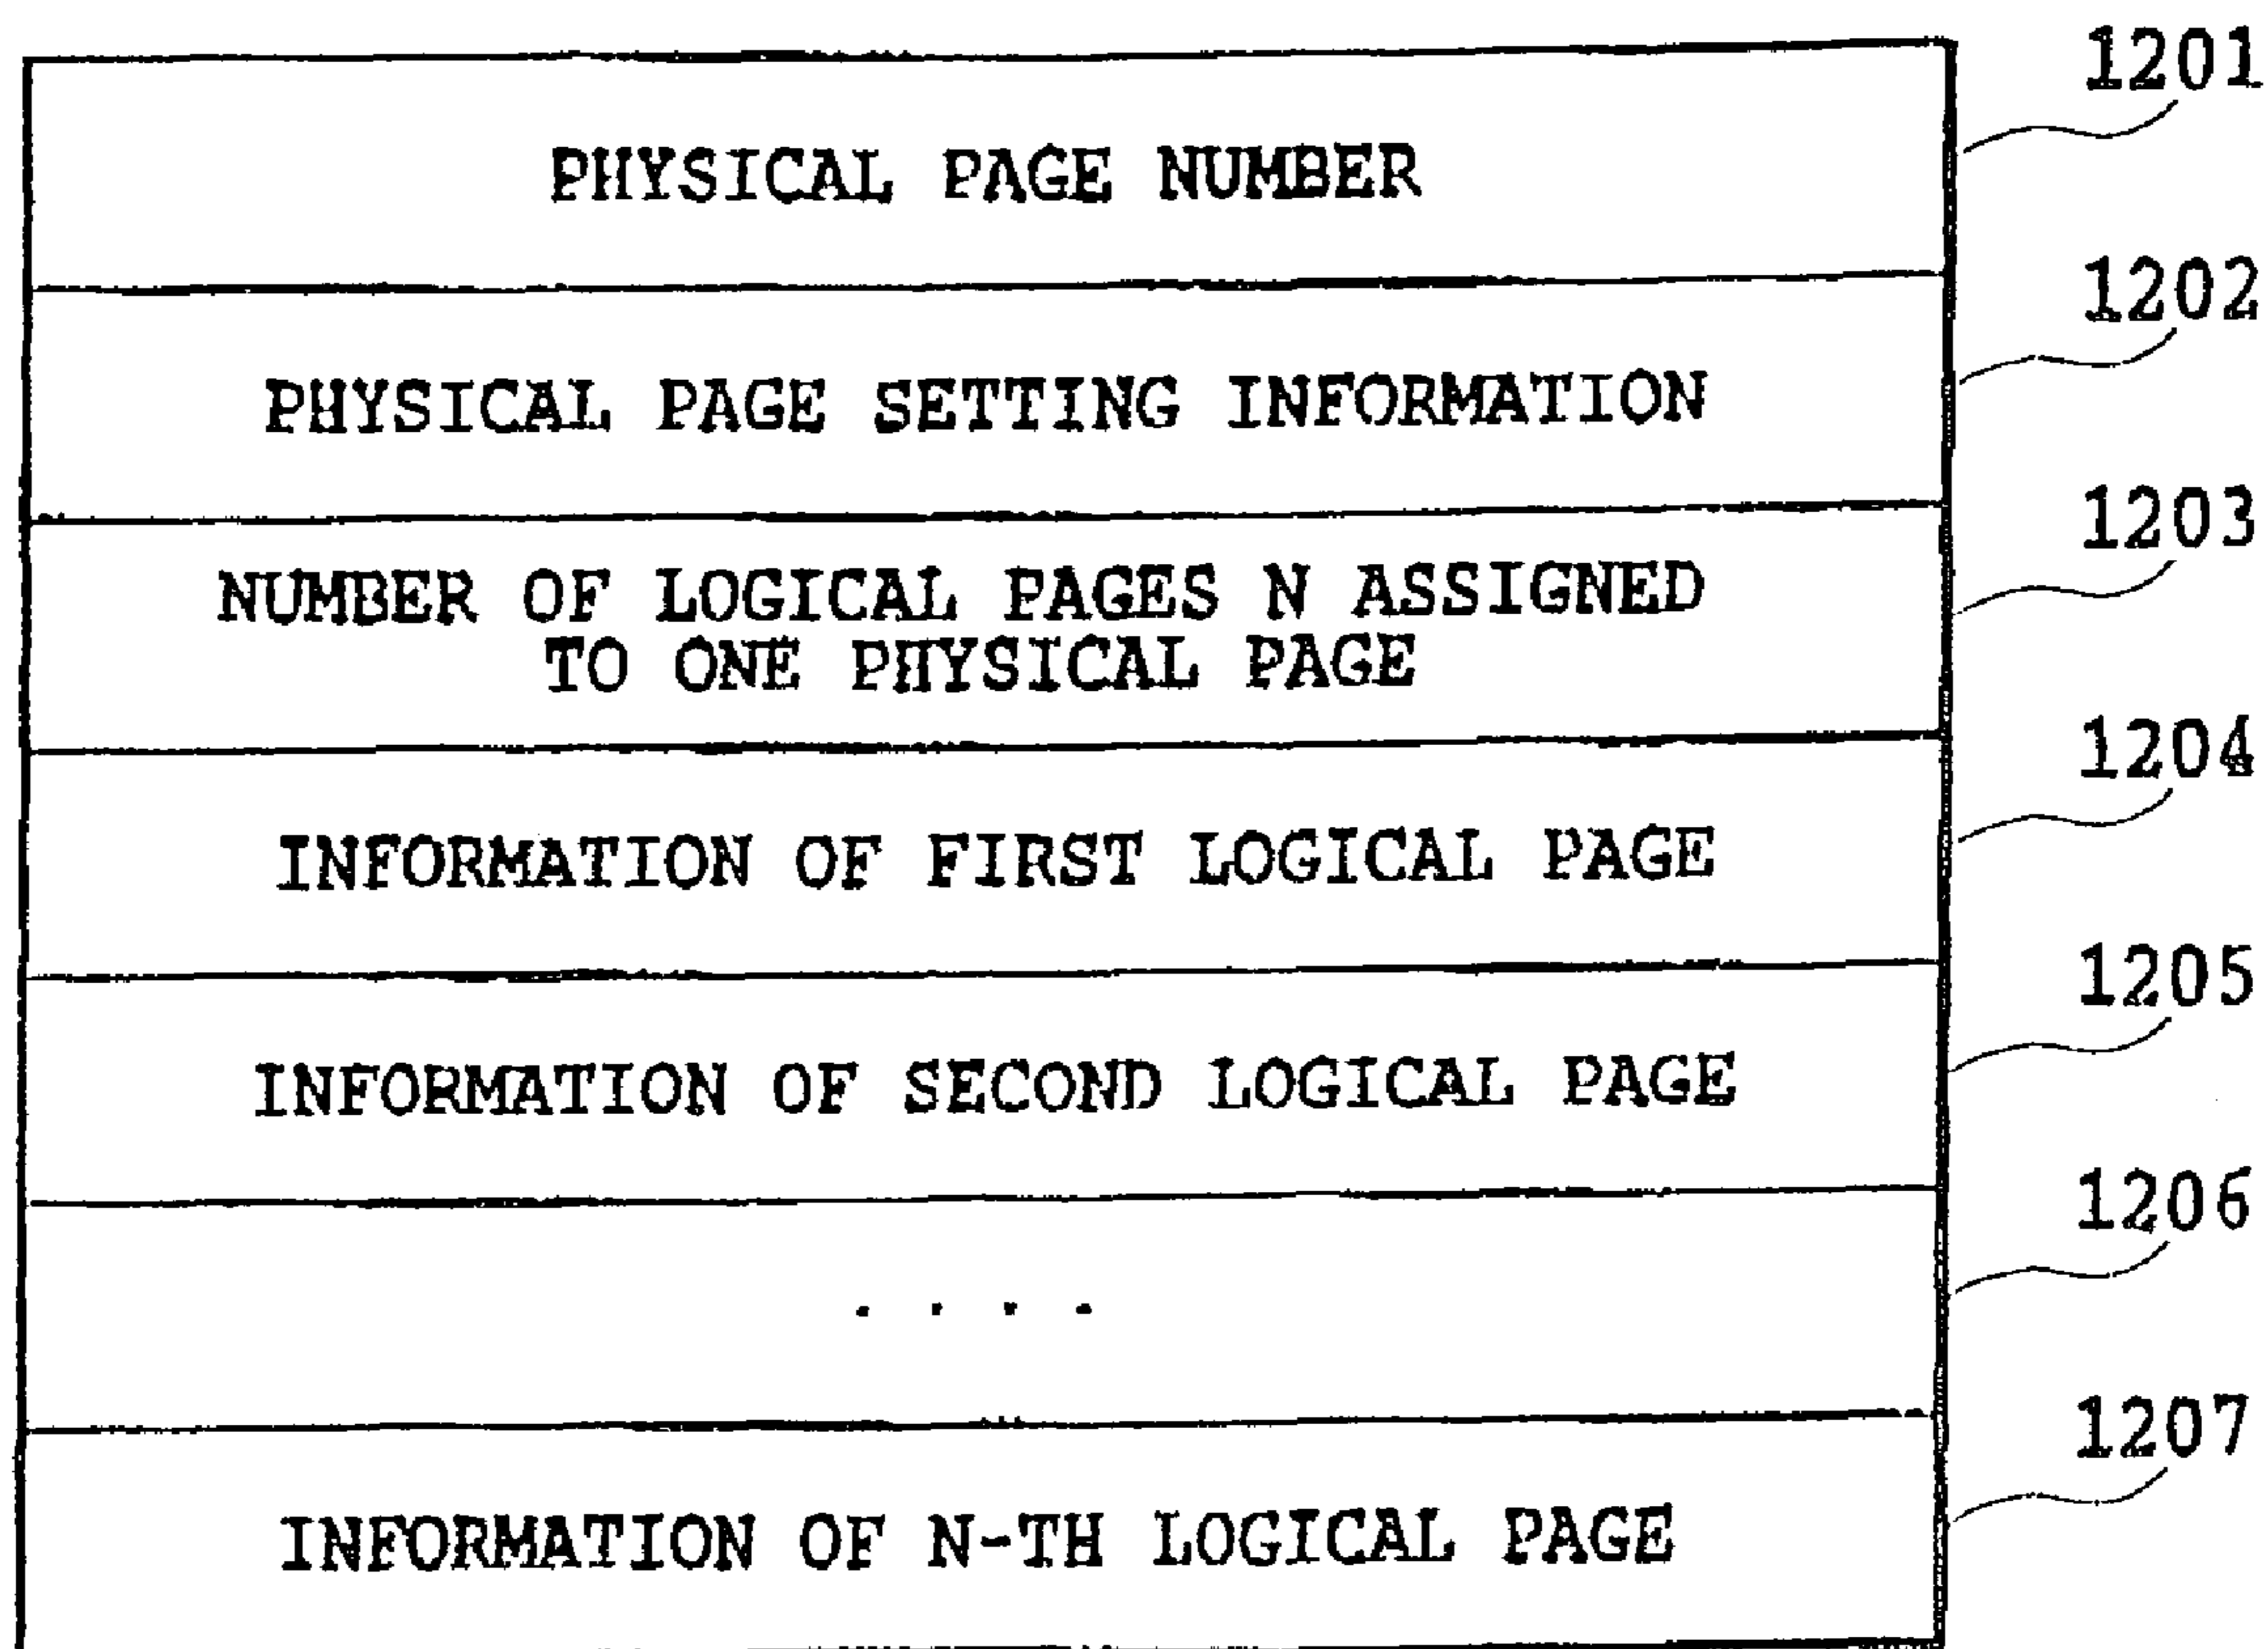 1201
PHYSICAL PAGE NUMBER
1202
PHYSICAL PAGE SETTING INFORMATION
1203
NUMBER OF LOGICAL PAGES N ASSIGNED
TO ONE PHYSICAL PAGE
1204
INFORMATION OF FIRST LOGICAL PAGE
1205
INFORMATION OF SECOND LOGICAL PAGE
1206
. . . .
1207
INFORMATION OF N-TH LOGICAL PAGE